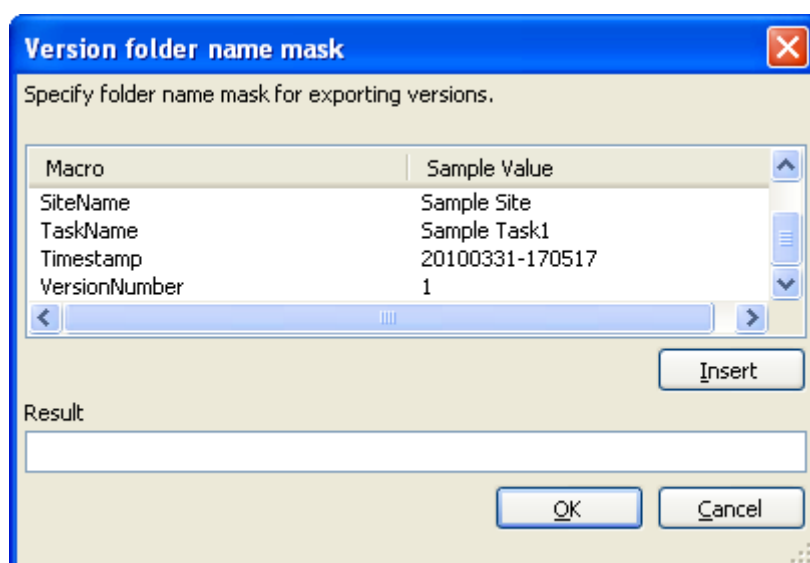 Version folder name mask
Specify folder name mask for exporting versions.
Macro Sample Value
SiteName Sample Site
TaskName Sample Task1
Timestamp 20100331-170517
VersionNumber 1
Insert
Result
OK Cancel